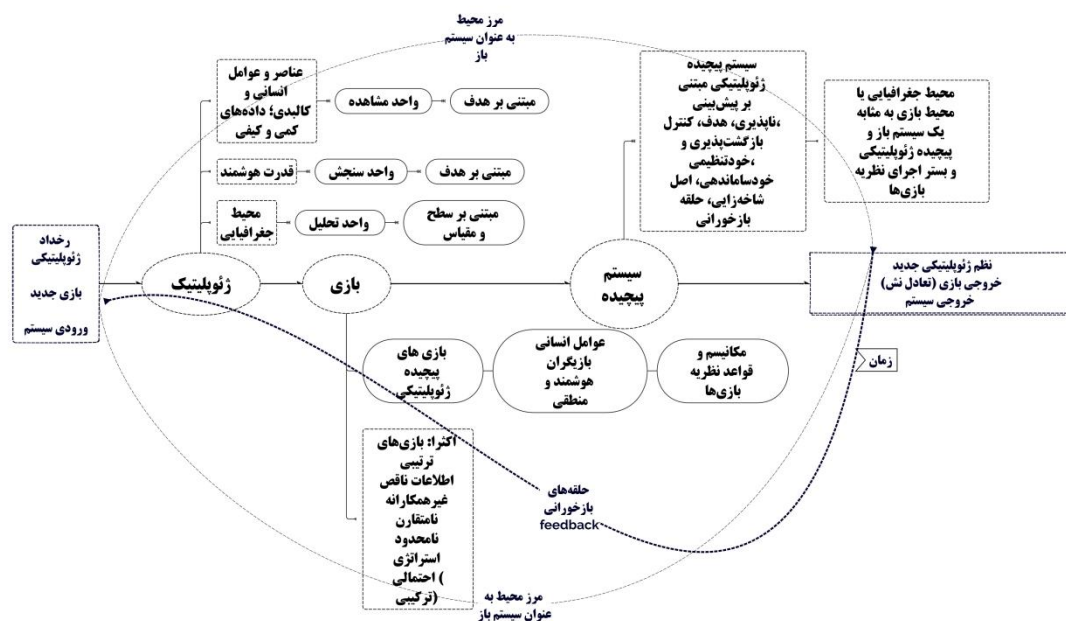 مرز محیط
به عنوان سیستم
باز
عناصر و عوامل
انسانی و
کالبدی؛ داده‌های
کمی و کیفی
واحد مشاهده
مبتنی بر هدف
قدرت هوشمند
واحد سنجش
مبتنی بر هدف
محیط
جغرافیایی
واحد تحلیل
مبتنی بر سطح
و مقیاس
سیستم پیچیده
ژئوپلیتیکی مبتنی
بر پیش‌بینی
ناپذیری، هدف، کنترل،
بازگشت‌پذیری و
خودتنظیمی،
خودساماندهی، اصل
شاخه‌زایی، حلقه
بازخورانی
محیط جغرافیایی یا
محیط بازی به مثابه
یک سیستم باز و
پیچیده ژئوپلیتیکی
و بستر اجرای نظریه
بازی‌ها
رخداد
ژئوپلیتیکی
بازی جدید
ورودی سیستم
ژئوپلیتیک
بازی
سیستم
پیچیده
نظم ژئوپلیتیکی جدید
خروجی بازی (تعادل نش)
خروجی سیستم
زمان
بازی های
پیچیده
ژئوپلیتیکی
عوامل انسانی
بازیگران
هوشمند و
منطقی
مکانیسم و
قواعد نظریه
بازی‌ها
اکثرا: بازی‌های
ترتیبی
اطلاعات ناقص
غیرهمکارانه
نامتقارن
نامحدود
استراتژی
احتمالی (
ترکیبی)
حلقه‌های
بازخورانی
feedback
مرز محیط به
عنوان سیستم باز